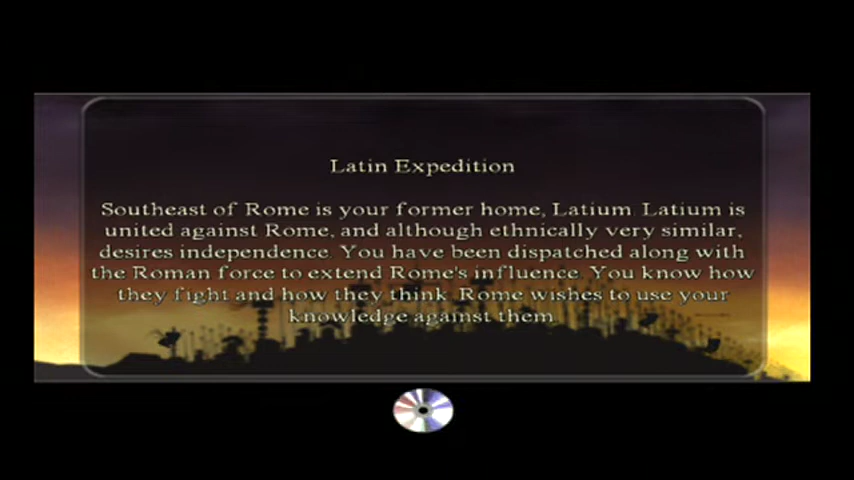 Latin Expedition
Southeast of Rome is your former home, Latium. Latium is
united against Rome, and although ethnically very similar,
desires independence. You have been dispatched along with
the Roman force to extend Rome's influence. You know how
they fight and how they think. Rome wishes to use your
knowledge against them.